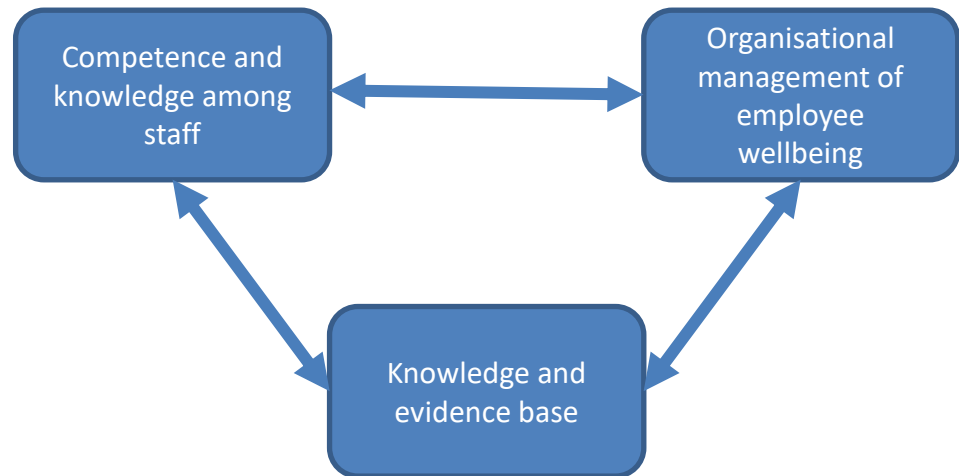 Competence and
knowledge among
staff
Organisational
management of
employee
wellbeing
Knowledge and
evidence base